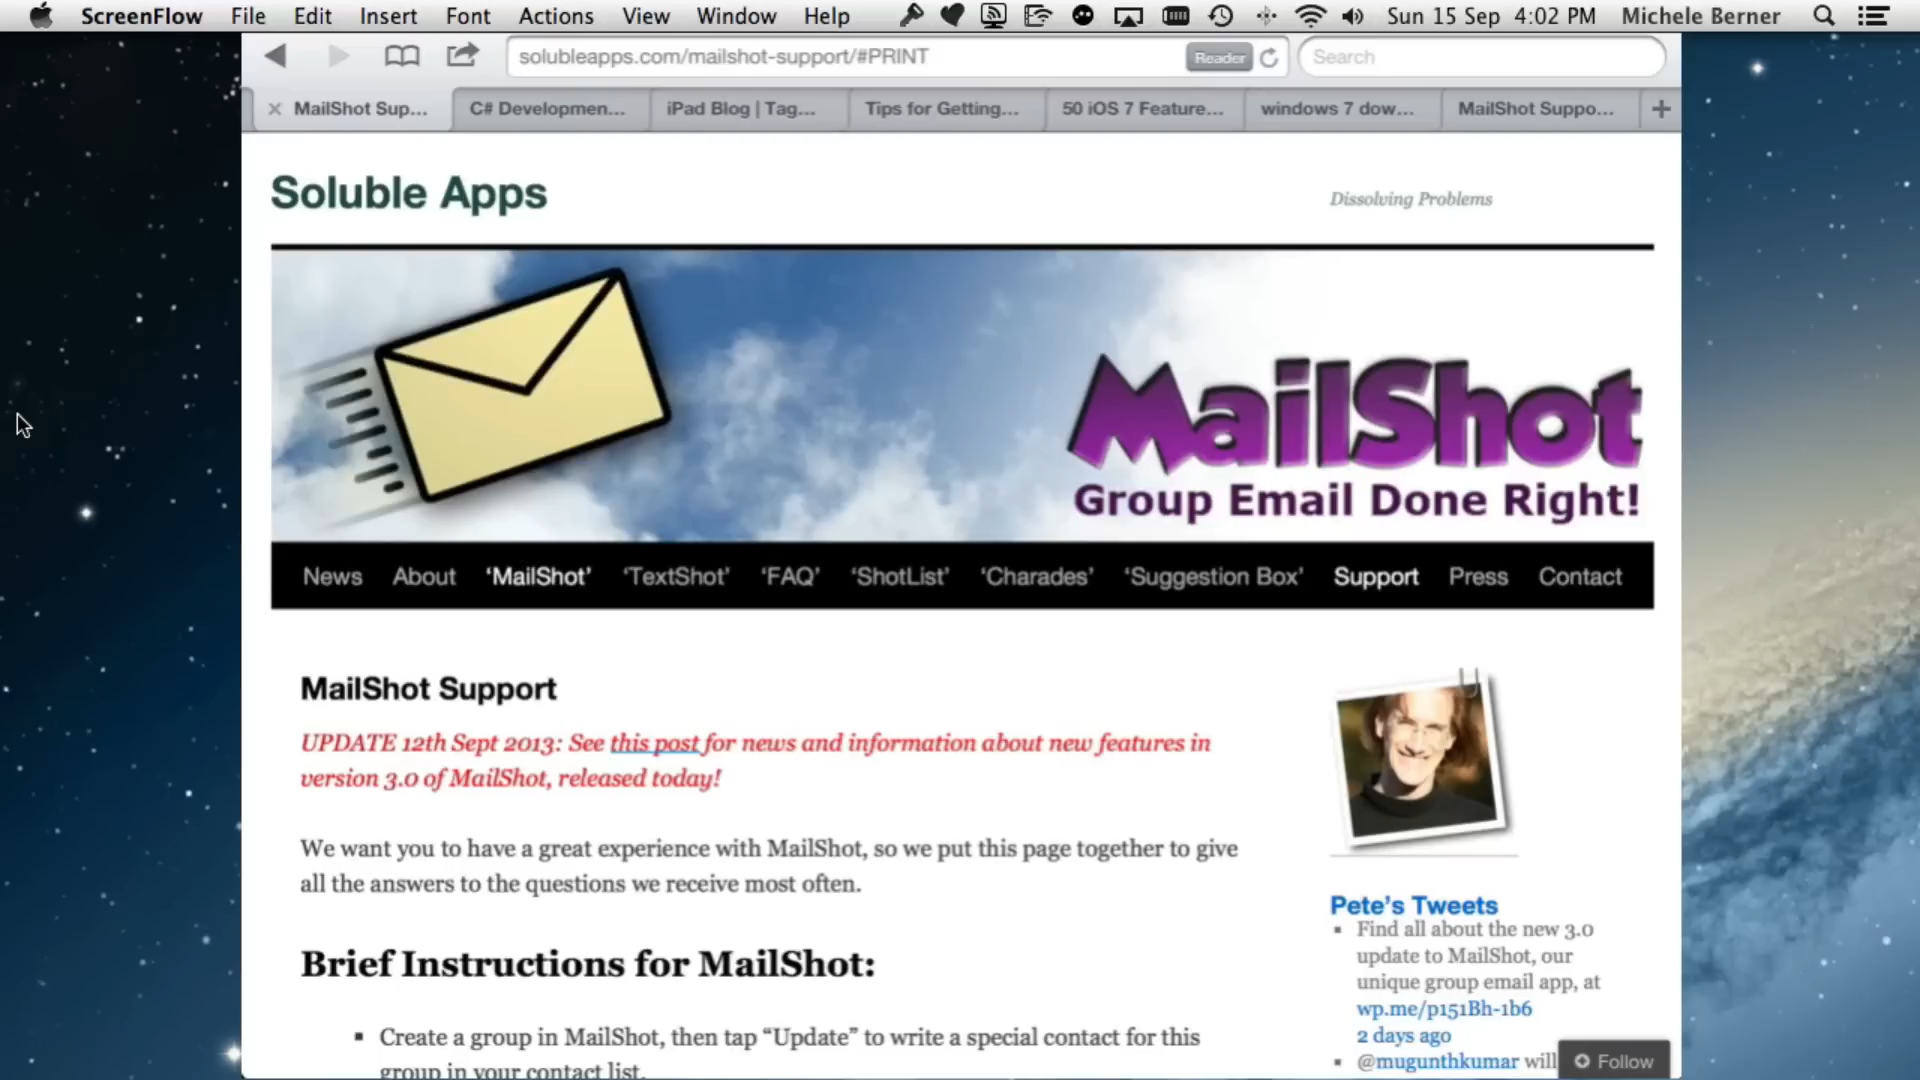 ScreenFlow File Edit Insert Font Actions View Window Help Sun 15 Sep 4:02 PM Michele Berner
solubleapps.com/mailshot-support/#PRINT Reader Search
MailShot Sup... C# Developmen... iPad Blog | Tag... Tips for Getting... 50 iOS 7 Feature... windows 7 dow... MailShot Suppo...
Soluble Apps
Dissolving Problems
MailShot
Group Email Done Right!
News About ‘MailShot’ ‘TextShot’ ‘FAQ’ ‘ShotList’ ‘Charades’ ‘Suggestion Box’ Support Press Contact
MailShot Support
UPDATE 12th Sept 2013: See this post for news and information about new features in
version 3.0 of MailShot, released today!
We want you to have a great experience with MailShot, so we put this page together to give
all the answers to the questions we receive most often.
Brief Instructions for MailShot:
Create a group in MailShot, then tap “Update” to write a special contact for this
group in your contact list.
Pete’s Tweets
Find all about the new 3.0
update to MailShot, our
unique group email app, at
wp.me/p151Bh-1b6
2 days ago
@mugunthkumar will
Follow